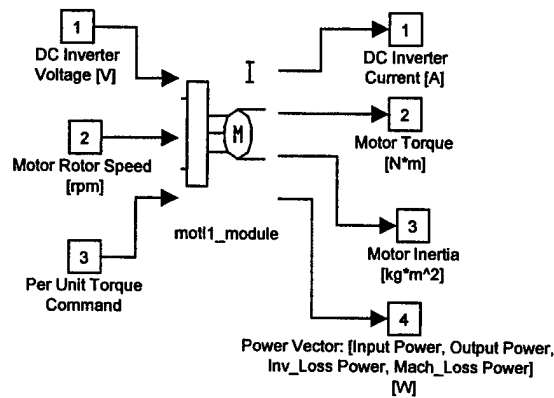 1
DC Inverter
Voltage [V]
2
Motor Rotor Speed
[rpm]
3
Per Unit Torque
Command
I
M
motl1_module
1
DC Inverter
Current [A]
2
Motor Torque
[N*m]
3
Motor Inertia
[kg*m^2]
4
Power Vector: [Input Power, Output Power,
Inv_Loss Power, Mach_Loss Power]
[W]